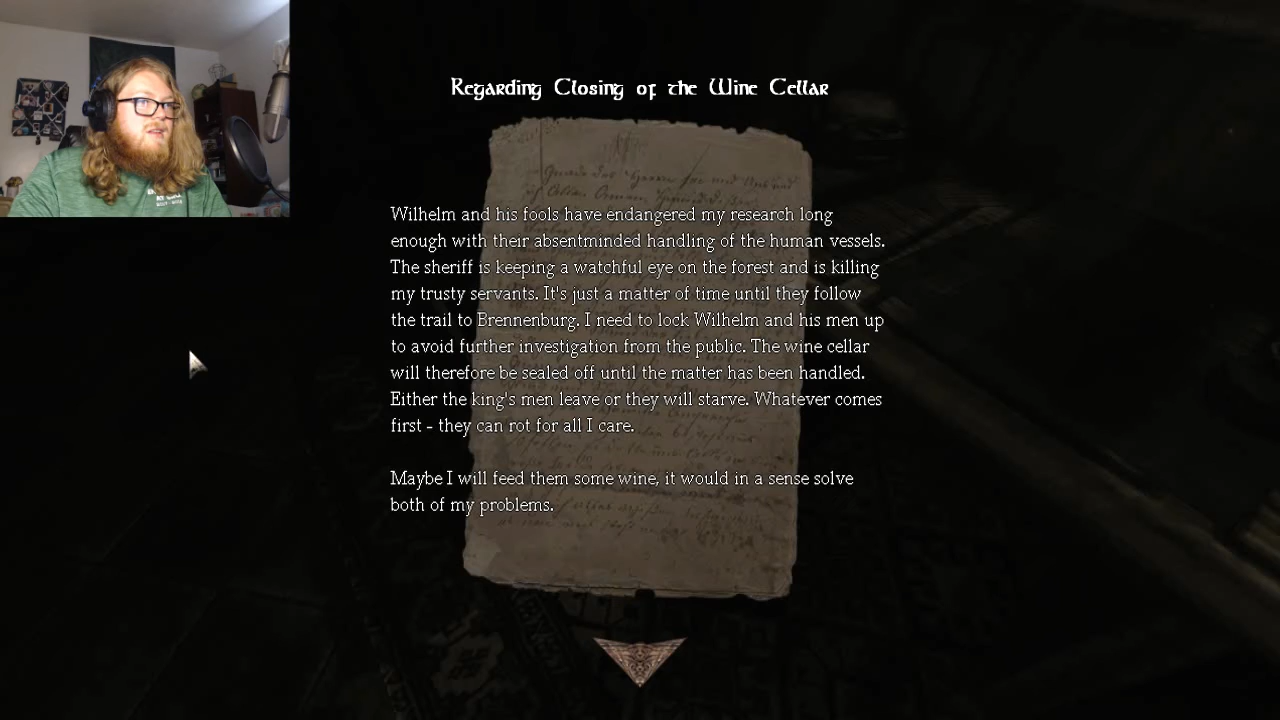 Regarding Closing of the Wine Cellar
Wilhelm and his fools have endangered my research long
enough with their absentminded handling of the human vessels.
The sheriff is keeping a watchful eye on the forest and is killing
my trusty servants. It's just a matter of time until they follow
the trail to Brennenburg. I need to lock Wilhelm and his men up
to avoid further investigation from the public. The wine cellar
will therefore be sealed off until the matter has been handled.
Either the king's men leave or they will starve. Whatever comes
first - they can rot for all I care.
Maybe I will feed them some wine, it would in a sense solve
both of my problems.